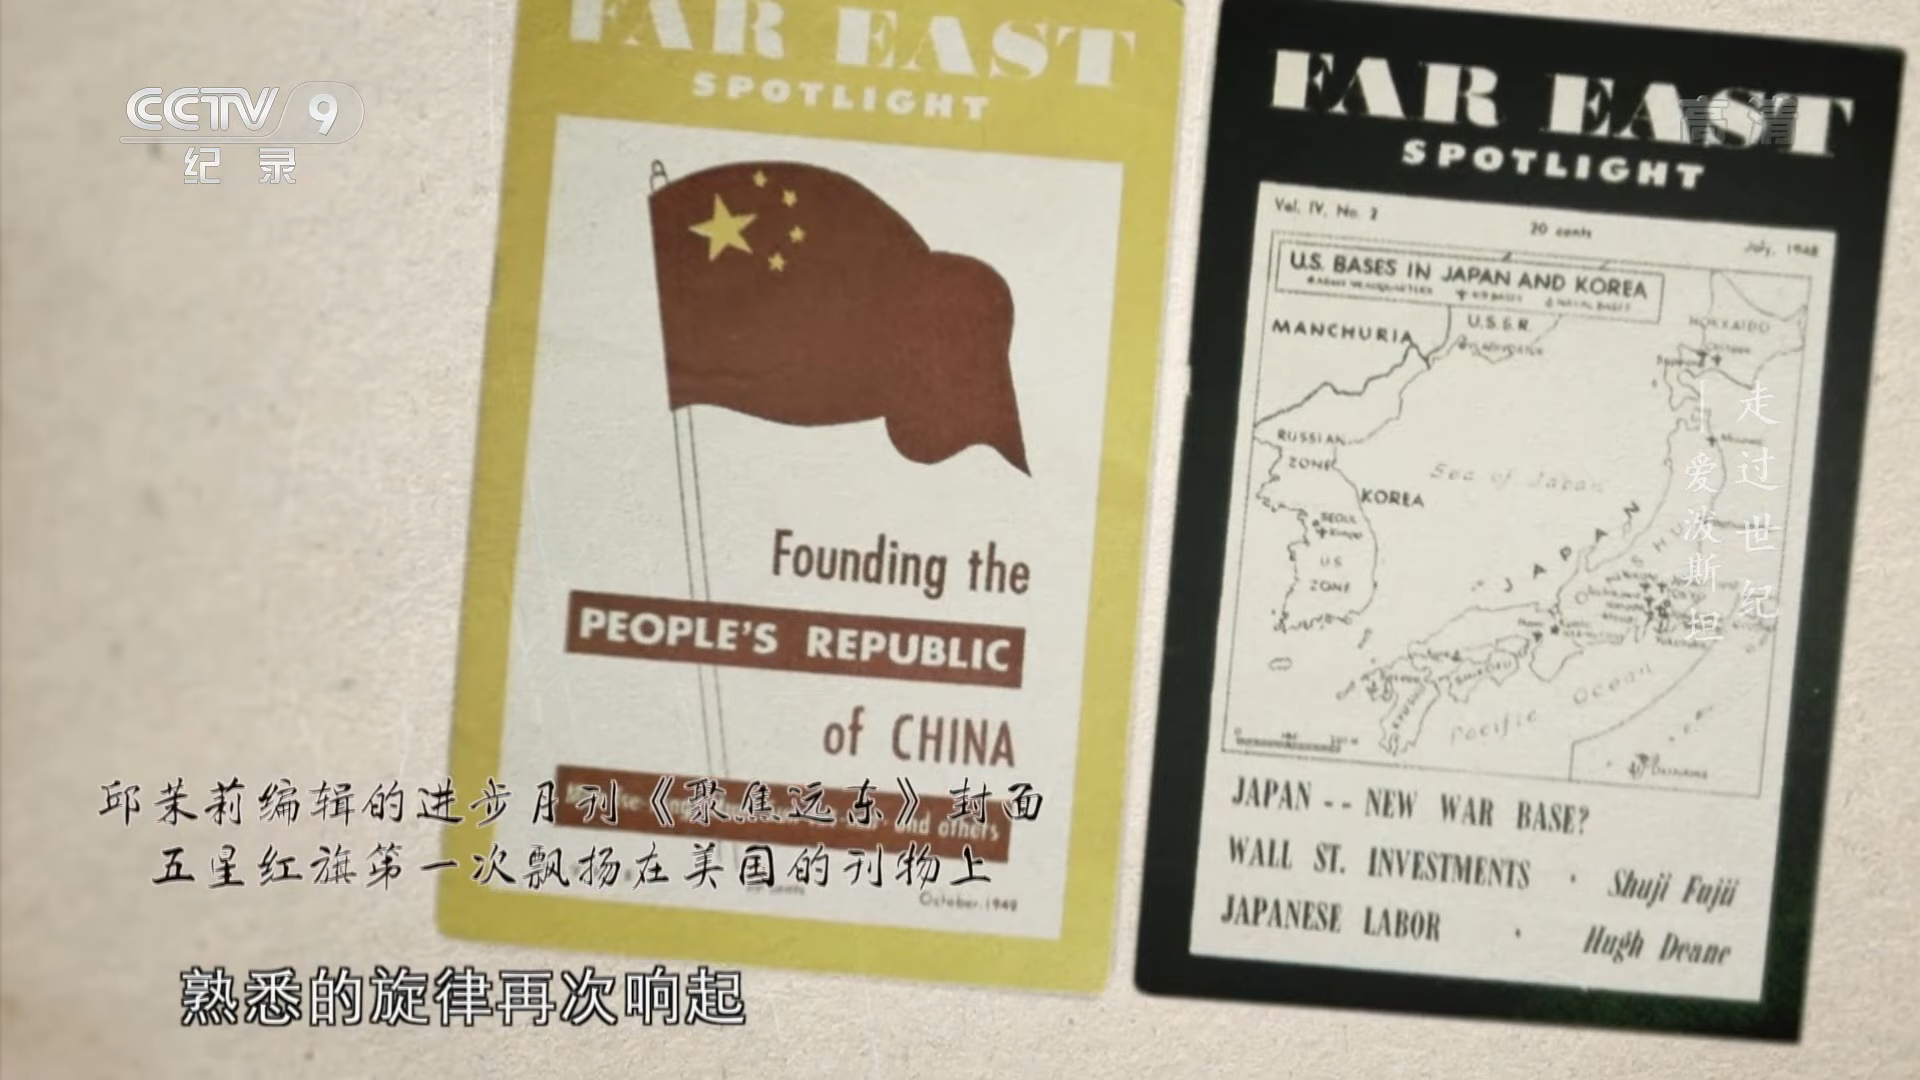 CCTV 9
纪录
高清
FAR EAST
SPOTLIGHT
Founding the
PEOPLE'S REPUBLIC
of CHINA
and others
FAR EAST
SPOTLIGHT
Vol. IV, No. 2
20 cents
July, 1948
U.S. BASES IN JAPAN AND KOREA
MANCHURIA
U.S.S.R.
HOKKAIDO
RUSSIAN
ZONE
KOREA
Sea of Japan
SEOUL
US
ZONE
JAPAN
Pacific Ocean
JAPAN -- NEW WAR BASE?
WALL ST. INVESTMENTS · Shuji Fujii
JAPANESE LABOR · Hugh Deane
走过世纪
—爱泼斯坦
邱茉莉编辑的进步月刊《聚焦远东》封面
五星红旗第一次飘扬在美国的刊物上
熟悉的旋律再次响起